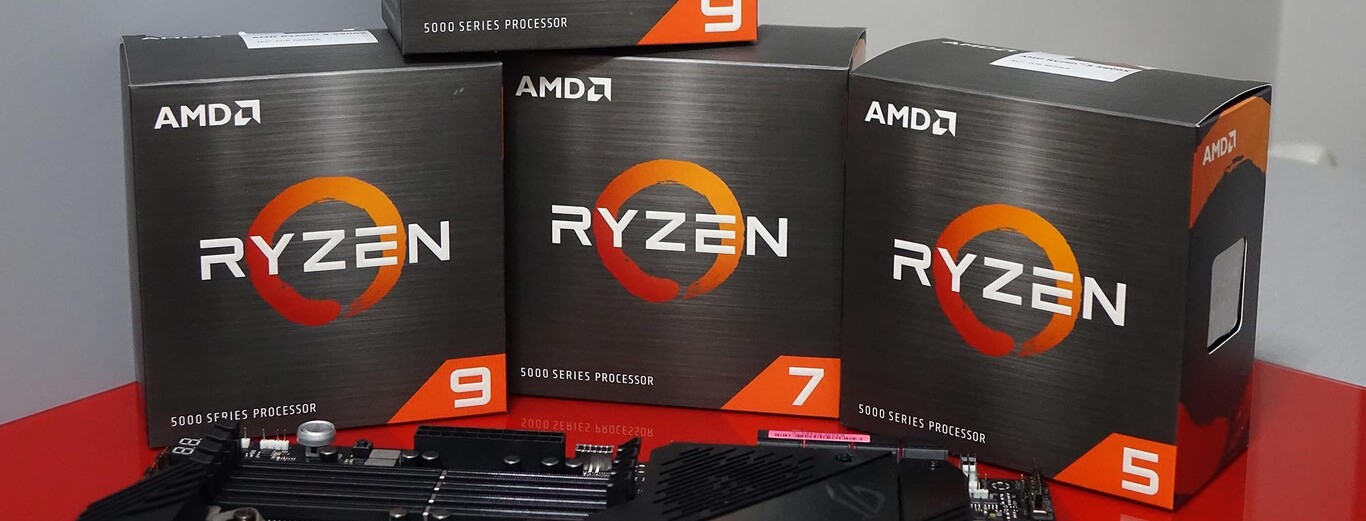 5000 SERIES PROCESSOR
9
AMD
RYZEN
5000 SERIES PROCESSOR
9
AMD
RYZEN
5000 SERIES PROCESSOR
7
AMD
RYZEN
5000 SERIES PROCESSOR
5
AMD